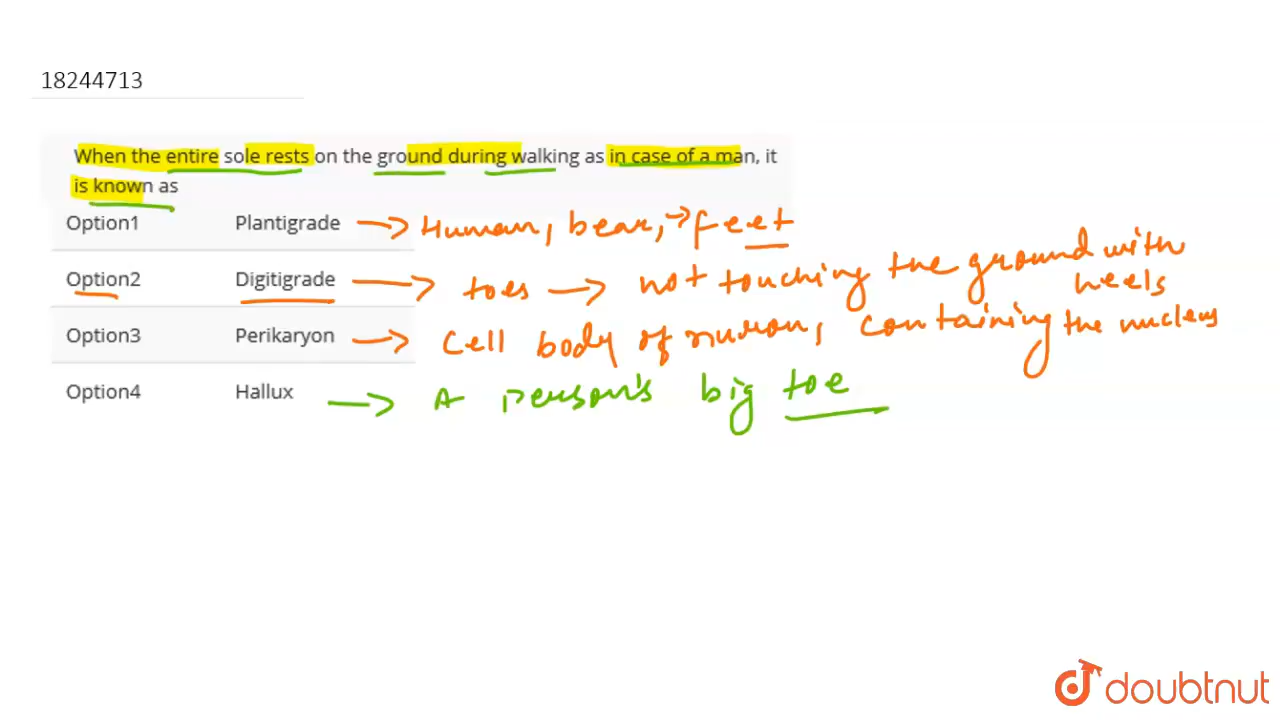 18244713
When the entire sole rests on the ground during walking as in case of a man, it
is known as
Option1 Plantigrade → Human, bear, → feet
Option2 Digitigrade → toes → not touching the ground with
heels
Option3 Perikaryon → Cell body of nuron, containing the nucleus
Option4 Hallux → A person's big toe
doubtnut